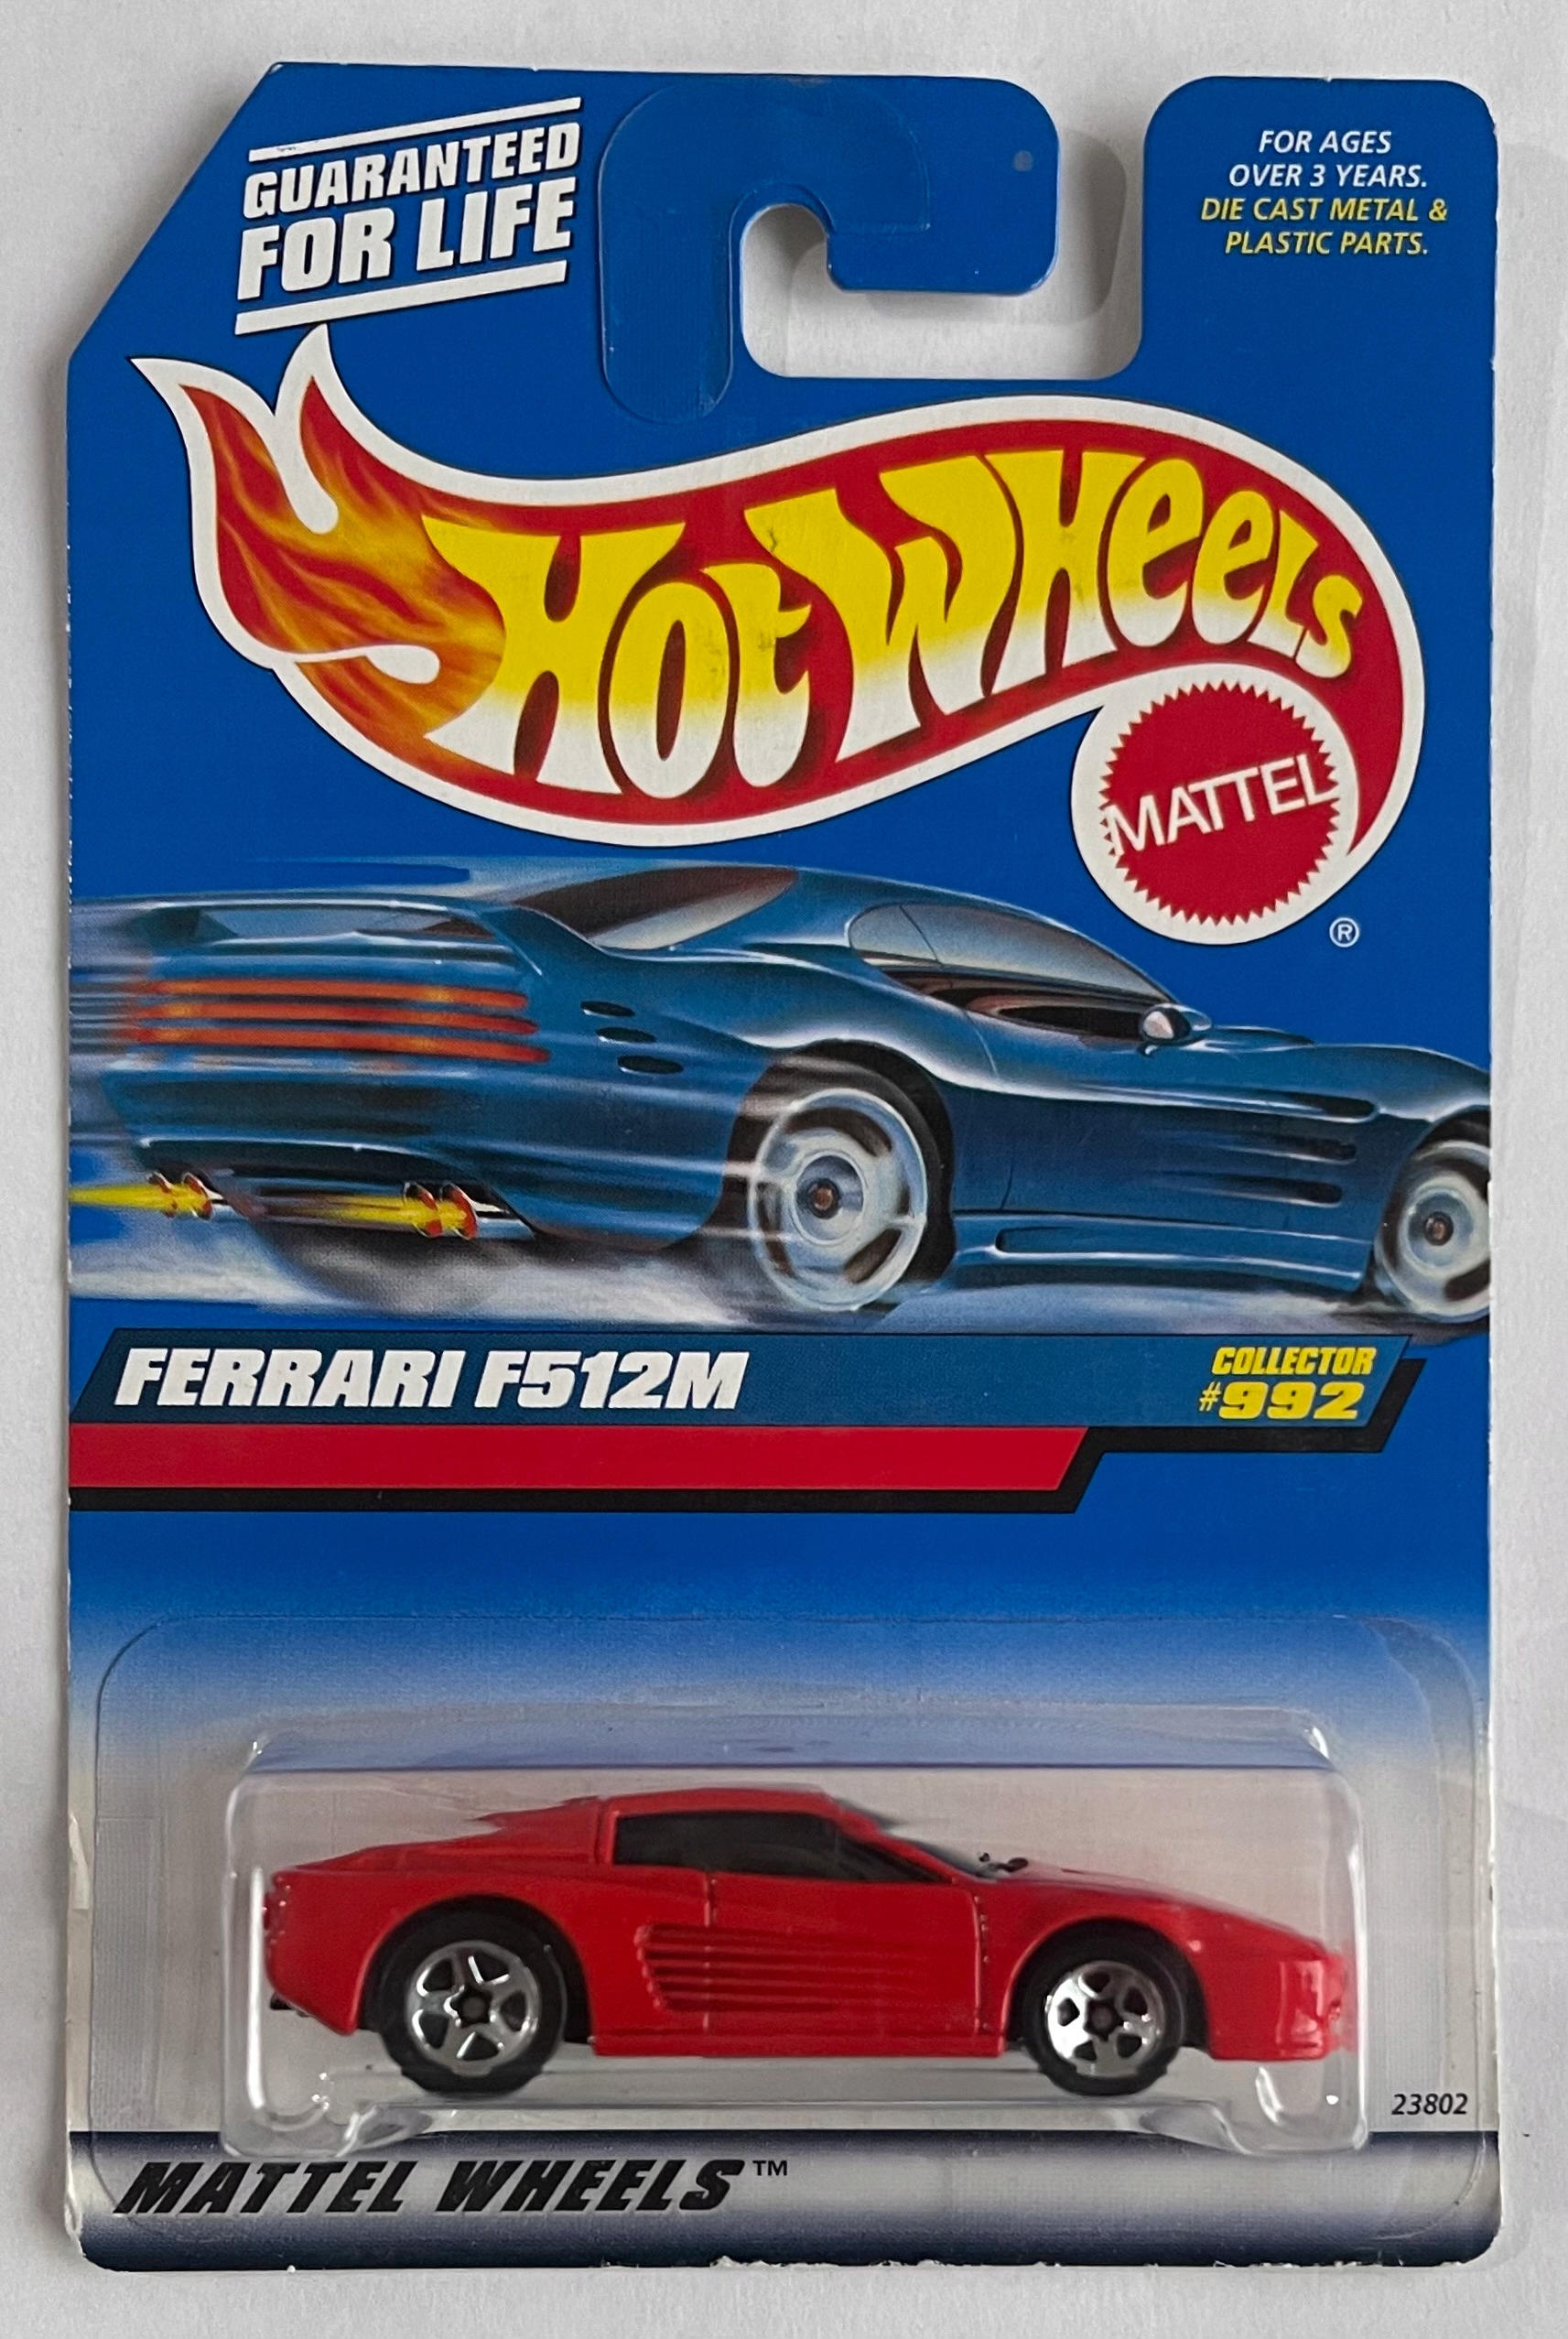 GUARANTEED
FOR LIFE
FOR AGES
OVER 3 YEARS.
DIE CAST METAL &
PLASTIC PARTS.
HOT WHEELS
MATTEL
®
FERRARI F512M
COLLECTOR
#992
23802
MATTEL WHEELS™